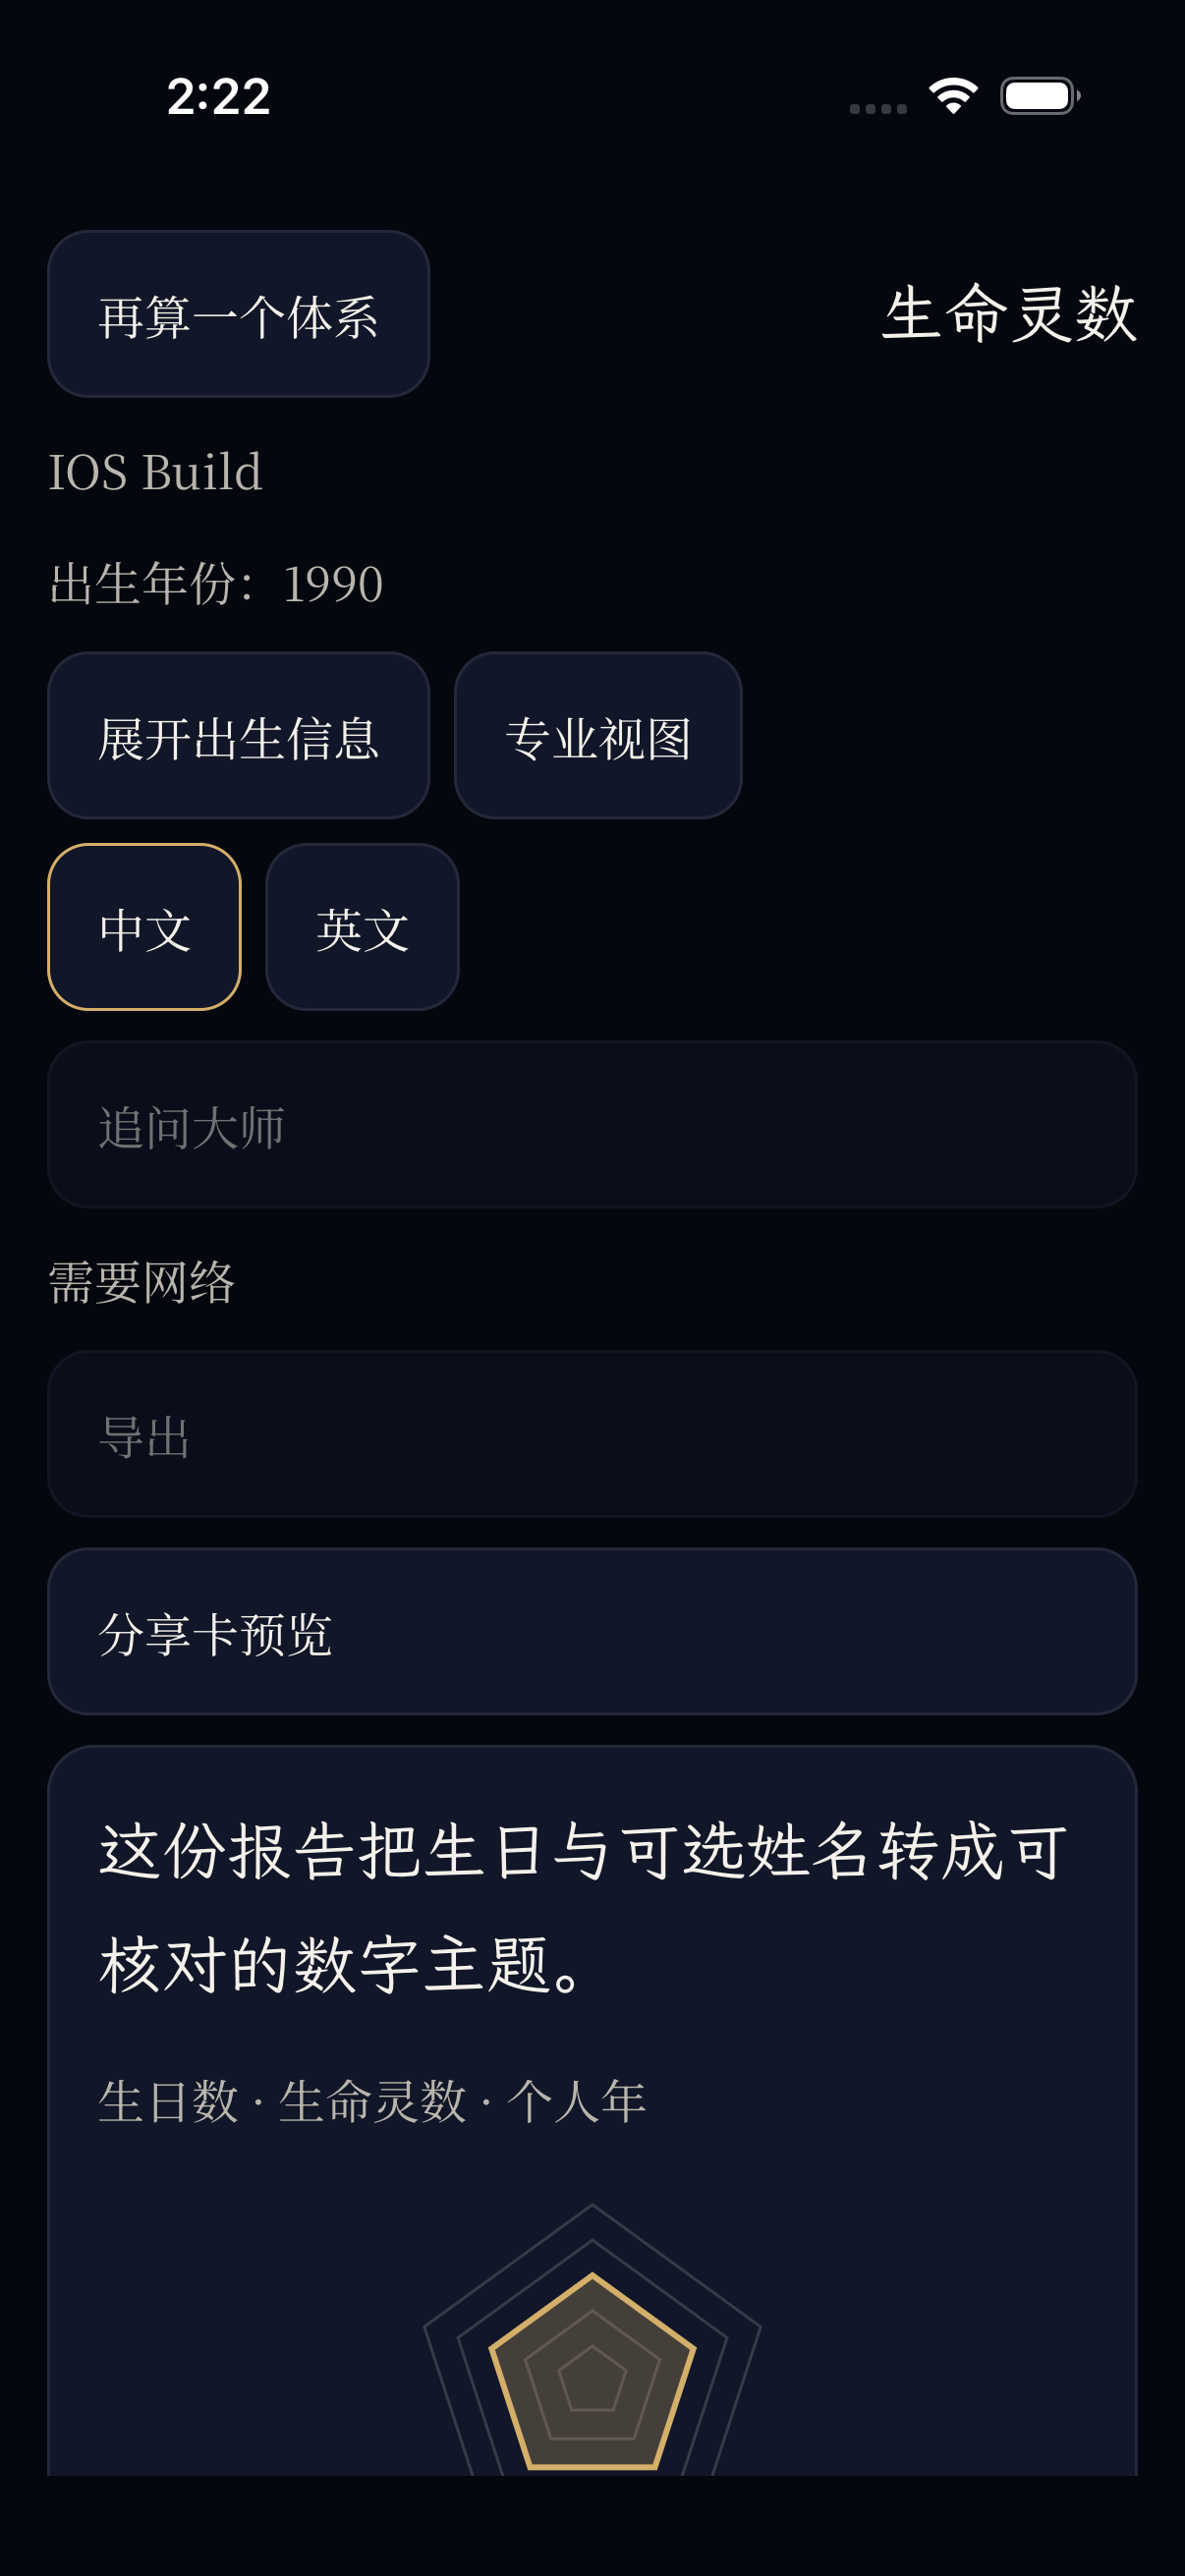 2:22
再算一个体系
生命灵数
IOS Build
出生年份：1990
展开出生信息
专业视图
中文
英文
追问大师
需要网络
导出
分享卡预览
这份报告把生日与可选姓名转成可
核对的数字主题。
生日数 · 生命灵数 · 个人年